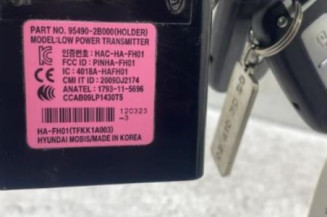 PART NO. 95490-2B000(HOLDER)
MODEL:LOW POWER TRANSMITTER
인증번호 : HAC-HA-FH01
FCC ID : PINHA-FH01
IC : 4018A-HAFH01
CMII IT ID : 2009DJ2174
ANATEL : 1793-11-5696
CCAB09LP1430T5
120323
-3
HA-FH01(TFKK1A003)
HYUNDAI MOBIS/MADE IN KOREA